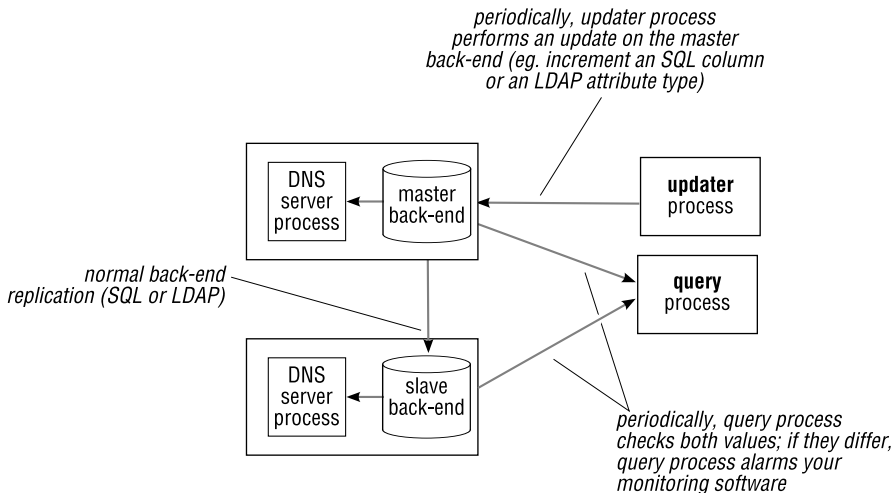 periodically, updater process
performs an update on the master
back-end (eg. increment an SQL column
or an LDAP attribute type)
DNS
server
process
master
back-end
updater
process
normal back-end
replication (SQL or LDAP)
query
process
DNS
server
process
slave
back-end
periodically, query process
checks both values; if they differ,
query process alarms your
monitoring software